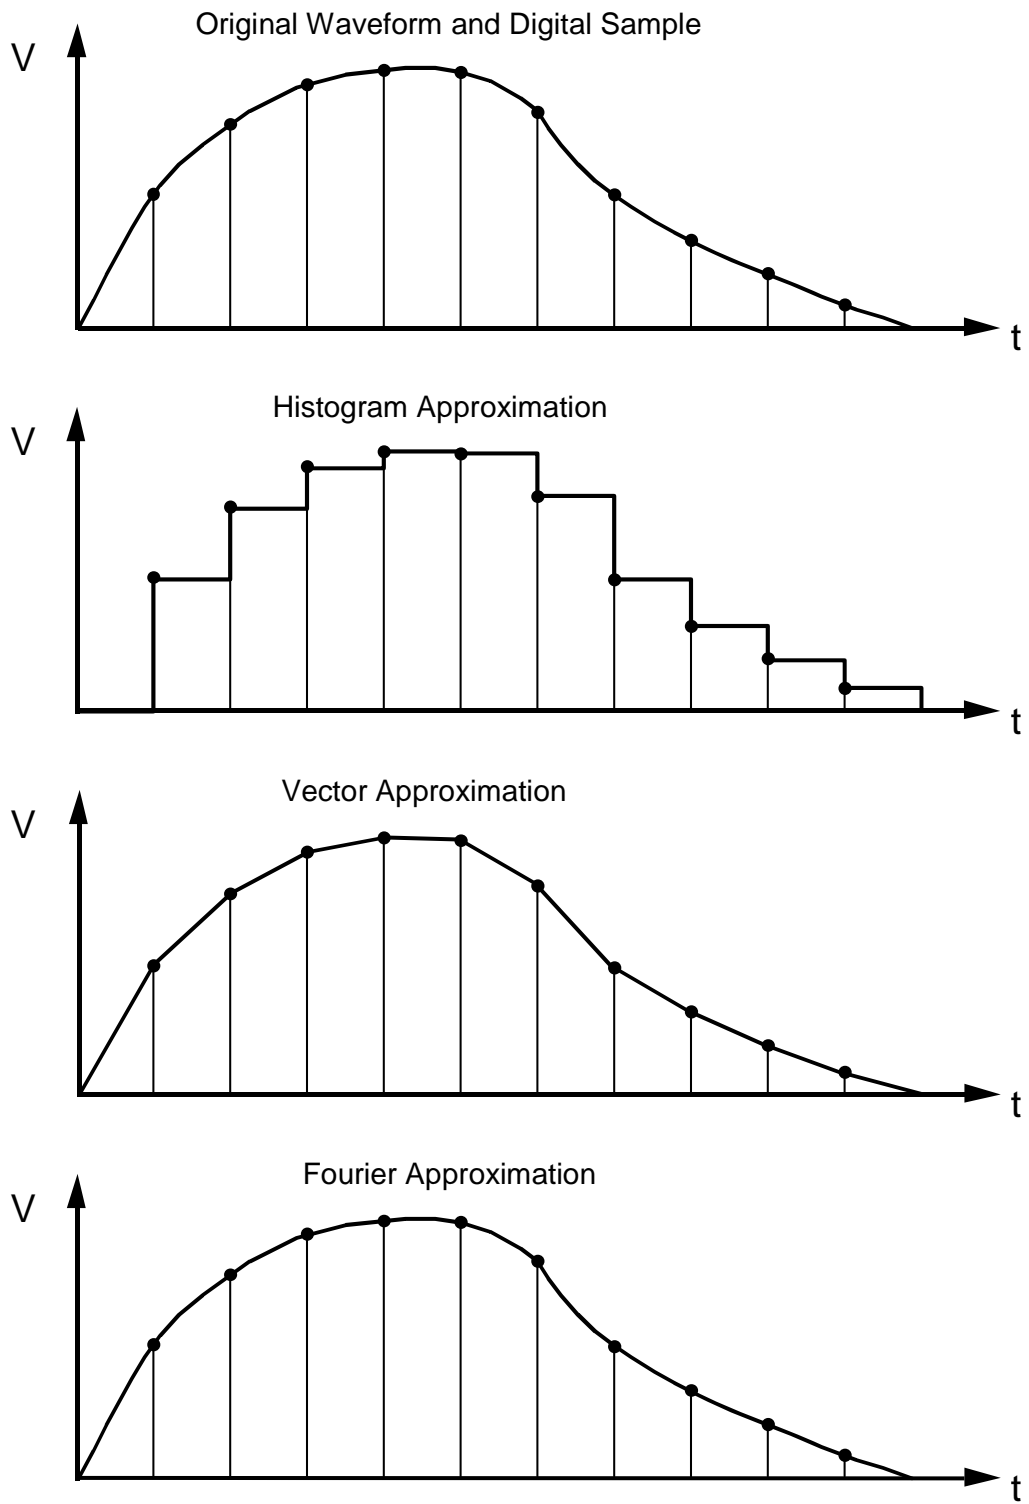 Original Waveform and Digital Sample
V
t
Histogram Approximation
V
t
Vector Approximation
V
t
Fourier Approximation
V
t